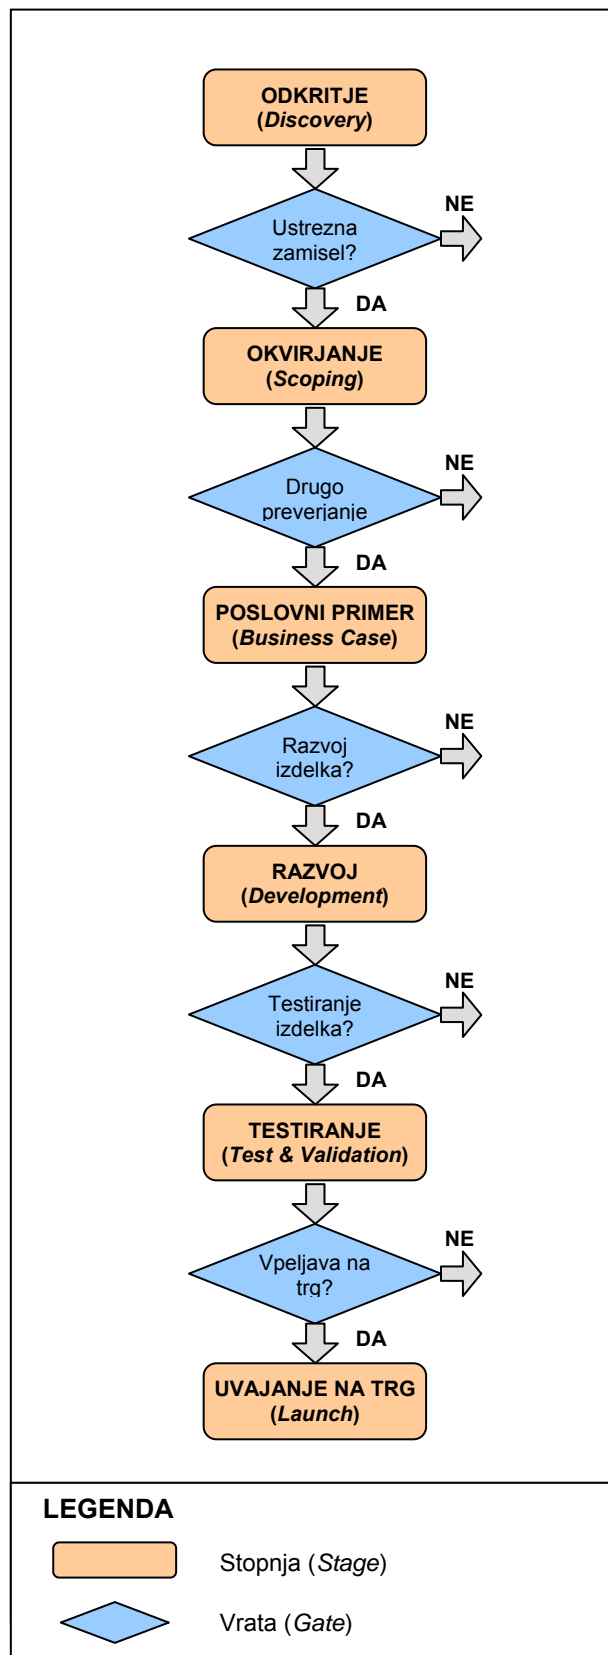 ODKRITJE
(Discovery)
Ustrezna
zamisel?
NE
DA
OKVIRJANJE
(Scoping)
Drugo
preverjanje
NE
DA
POSLOVNI PRIMER
(Business Case)
Razvoj
izdelka?
NE
DA
RAZVOJ
(Development)
Testiranje
izdelka?
NE
DA
TESTIRANJE
(Test & Validation)
Vpeljava na
trg?
NE
DA
UVAJANJE NA TRG
(Launch)
LEGENDA
Stopnja (Stage)
Vrata (Gate)